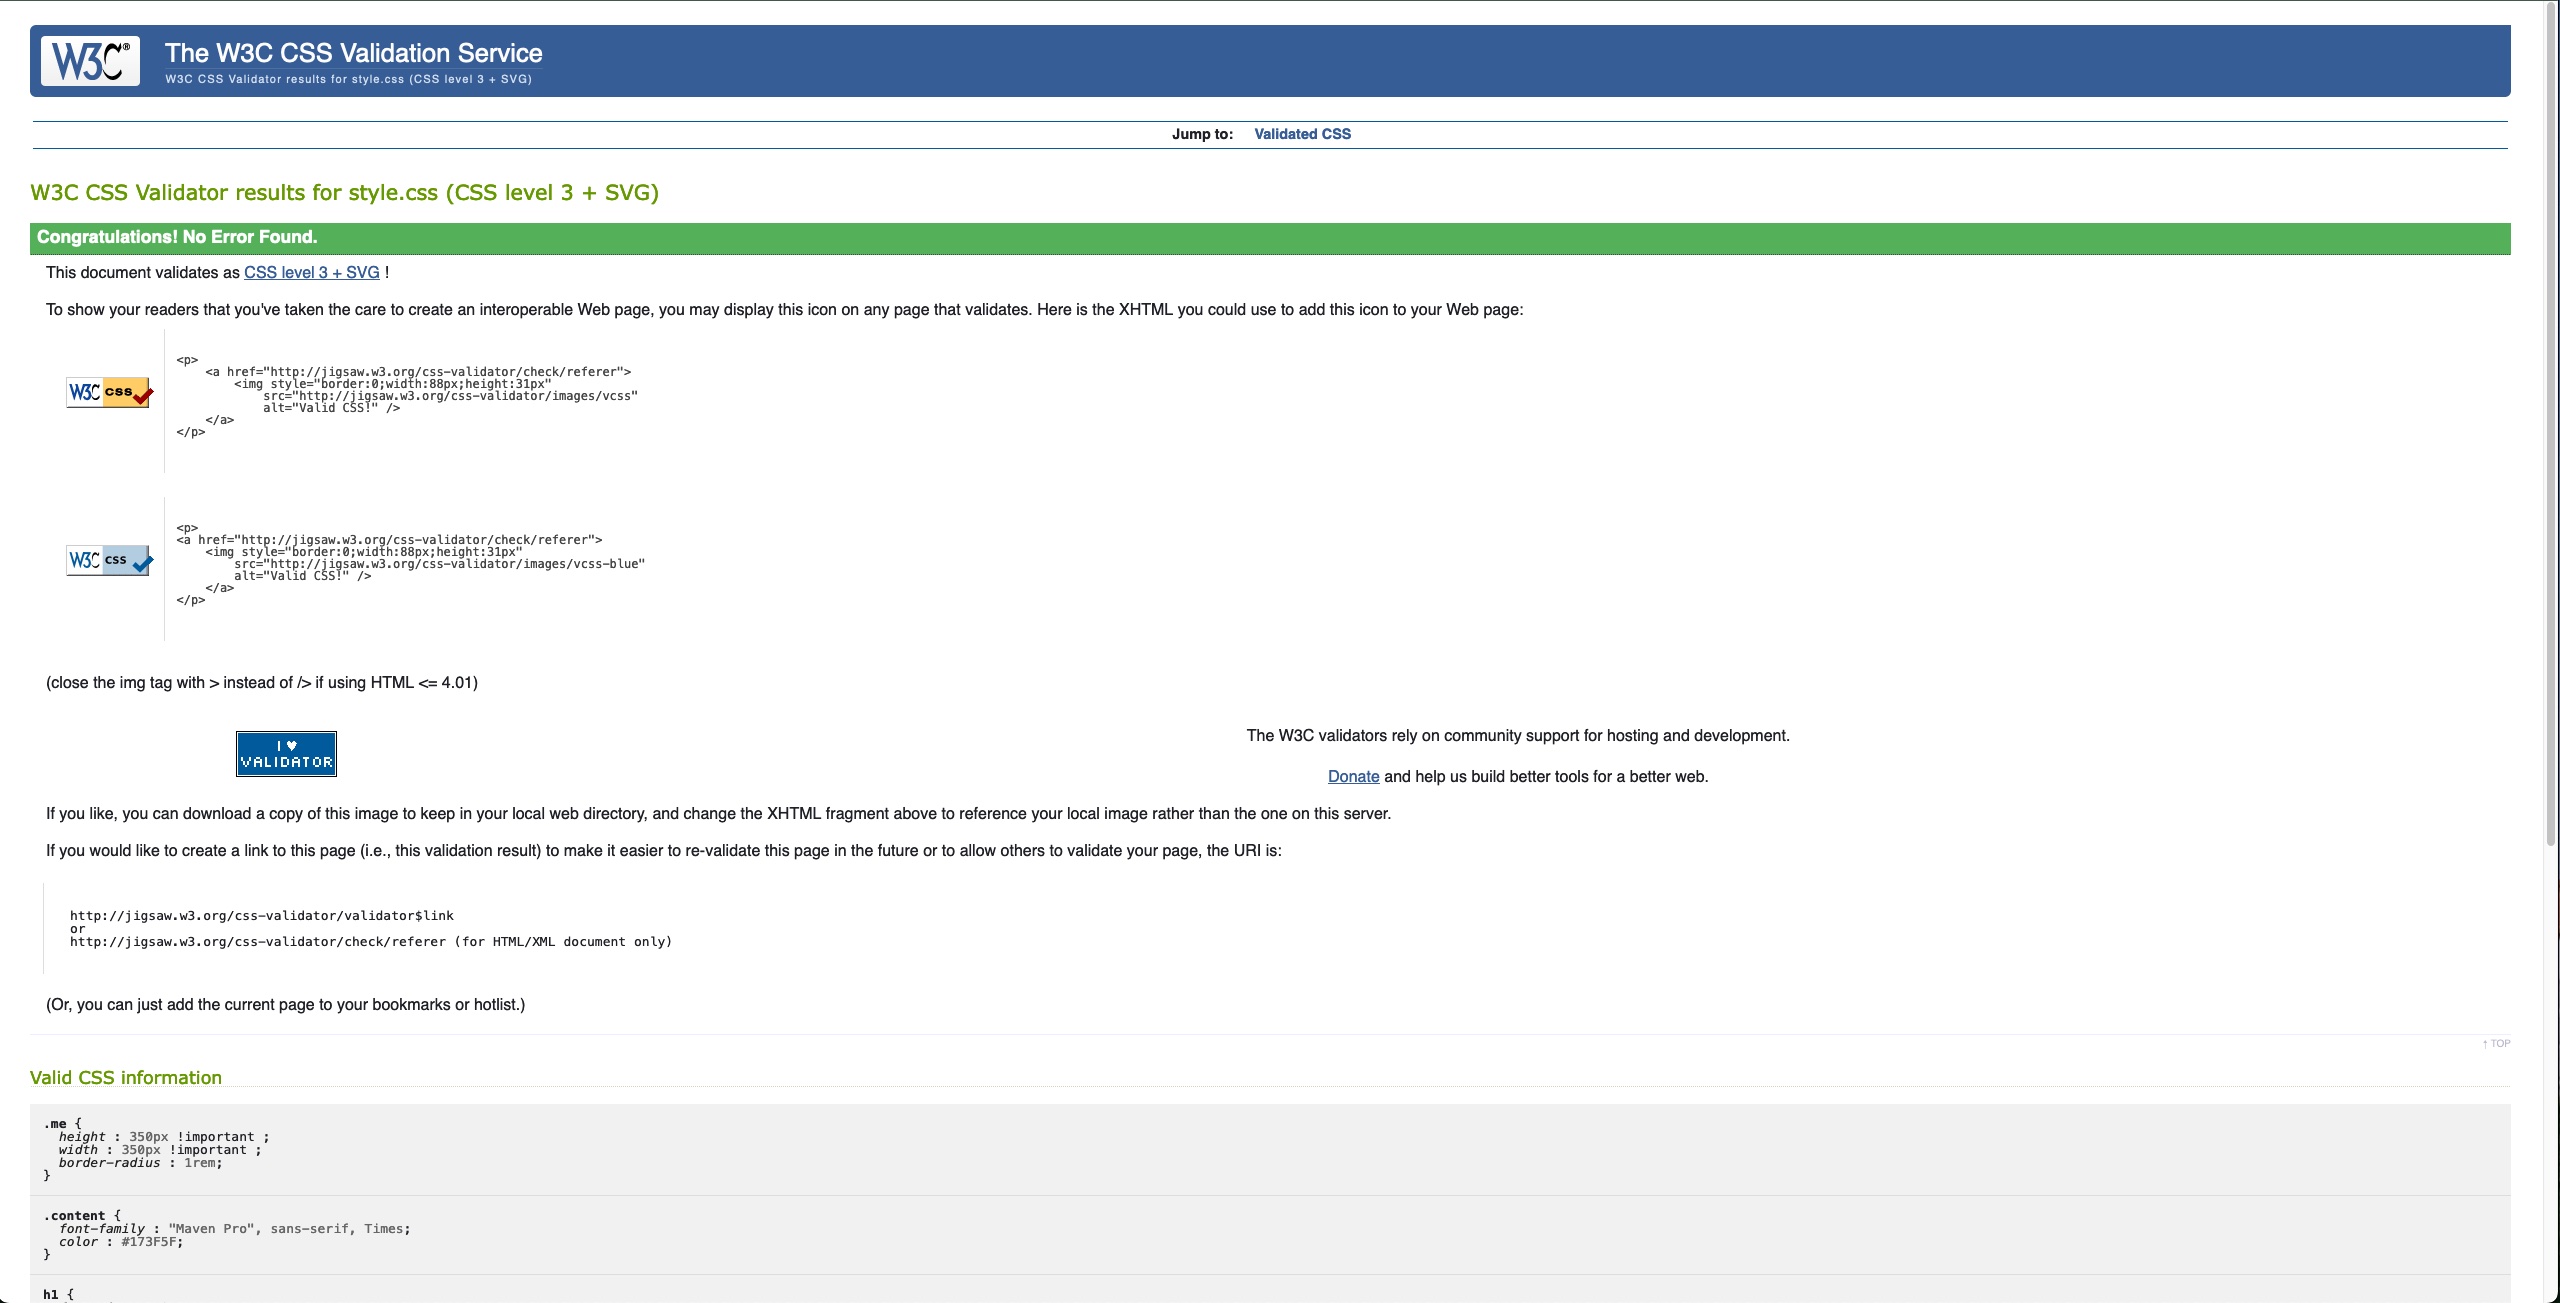 W3C®
The W3C CSS Validation Service
W3C CSS Validator results for style.css (CSS level 3 + SVG)
Jump to: Validated CSS
W3C CSS Validator results for style.css (CSS level 3 + SVG)
Congratulations! No Error Found.
This document validates as CSS level 3 + SVG !
To show your readers that you've taken the care to create an interoperable Web page, you may display this icon on any page that validates. Here is the XHTML you could use to add this icon to your Web page:
W3C css
<p>
    <a href="http://jigsaw.w3.org/css-validator/check/referer">
        <img style="border:0;width:88px;height:31px"
            src="http://jigsaw.w3.org/css-validator/images/vcss"
            alt="Valid CSS!" />
    </a>
</p>
W3C css
<p>
<a href="http://jigsaw.w3.org/css-validator/check/referer">
    <img style="border:0;width:88px;height:31px"
        src="http://jigsaw.w3.org/css-validator/images/vcss-blue"
        alt="Valid CSS!" />
    </a>
</p>
(close the img tag with > instead of /> if using HTML <= 4.01)
I ♥
VALIDATOR
The W3C validators rely on community support for hosting and development.
Donate and help us build better tools for a better web.
If you like, you can download a copy of this image to keep in your local web directory, and change the XHTML fragment above to reference your local image rather than the one on this server.
If you would like to create a link to this page (i.e., this validation result) to make it easier to re-validate this page in the future or to allow others to validate your page, the URI is:
http://jigsaw.w3.org/css-validator/validator$link
or
http://jigsaw.w3.org/css-validator/check/referer (for HTML/XML document only)
(Or, you can just add the current page to your bookmarks or hotlist.)
↑ TOP
Valid CSS information
.me {
  height : 350px !important ;
  width : 350px !important ;
  border-radius : 1rem;
}
.content {
  font-family : "Maven Pro", sans-serif, Times;
  color : #173F5F;
}
h1 {